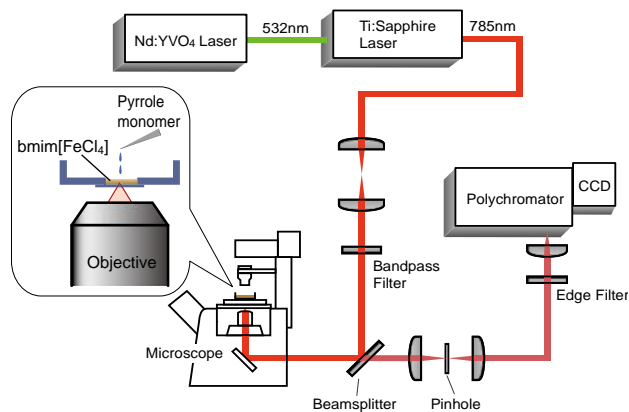 Nd:YVO4 Laser
532nm
Ti:Sapphire
Laser
785nm
Pyrrole
monomer
bmim[FeCl4]
Objective
Polychromator
CCD
Bandpass
Filter
Edge Filter
Microscope
Beamsplitter
Pinhole